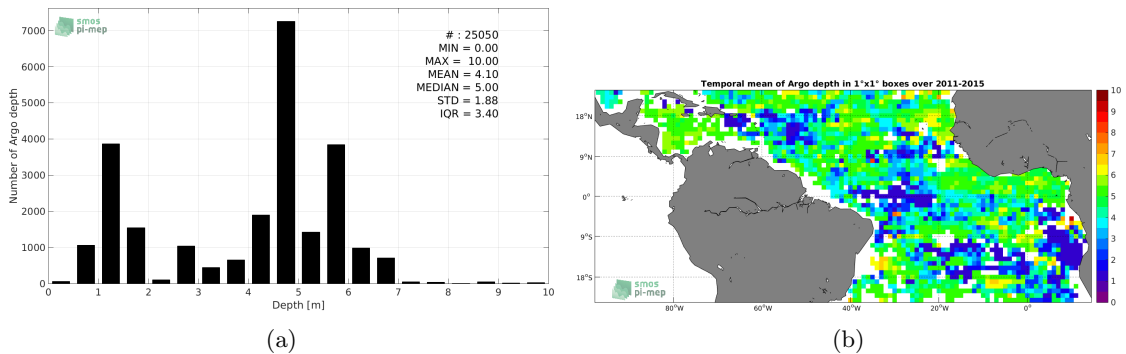 smos
pi-mep
# : 25050
MIN = 0.00
MAX = 10.00
MEAN = 4.10
MEDIAN = 5.00
STD = 1.88
IQR = 3.40
Number of Argo depth
7000
6000
5000
4000
3000
2000
1000
0
0 1 2 3 4 5 6 7 8 9 10
Depth [m]
(a)
Temporal mean of Argo depth in 1°x1° boxes over 2011-2015
18°N
9°N
0°
9°S
18°S
80°W 60°W 40°W 20°W 0°
smos
pi-mep
10
9
8
7
6
5
4
3
2
1
0
(b)